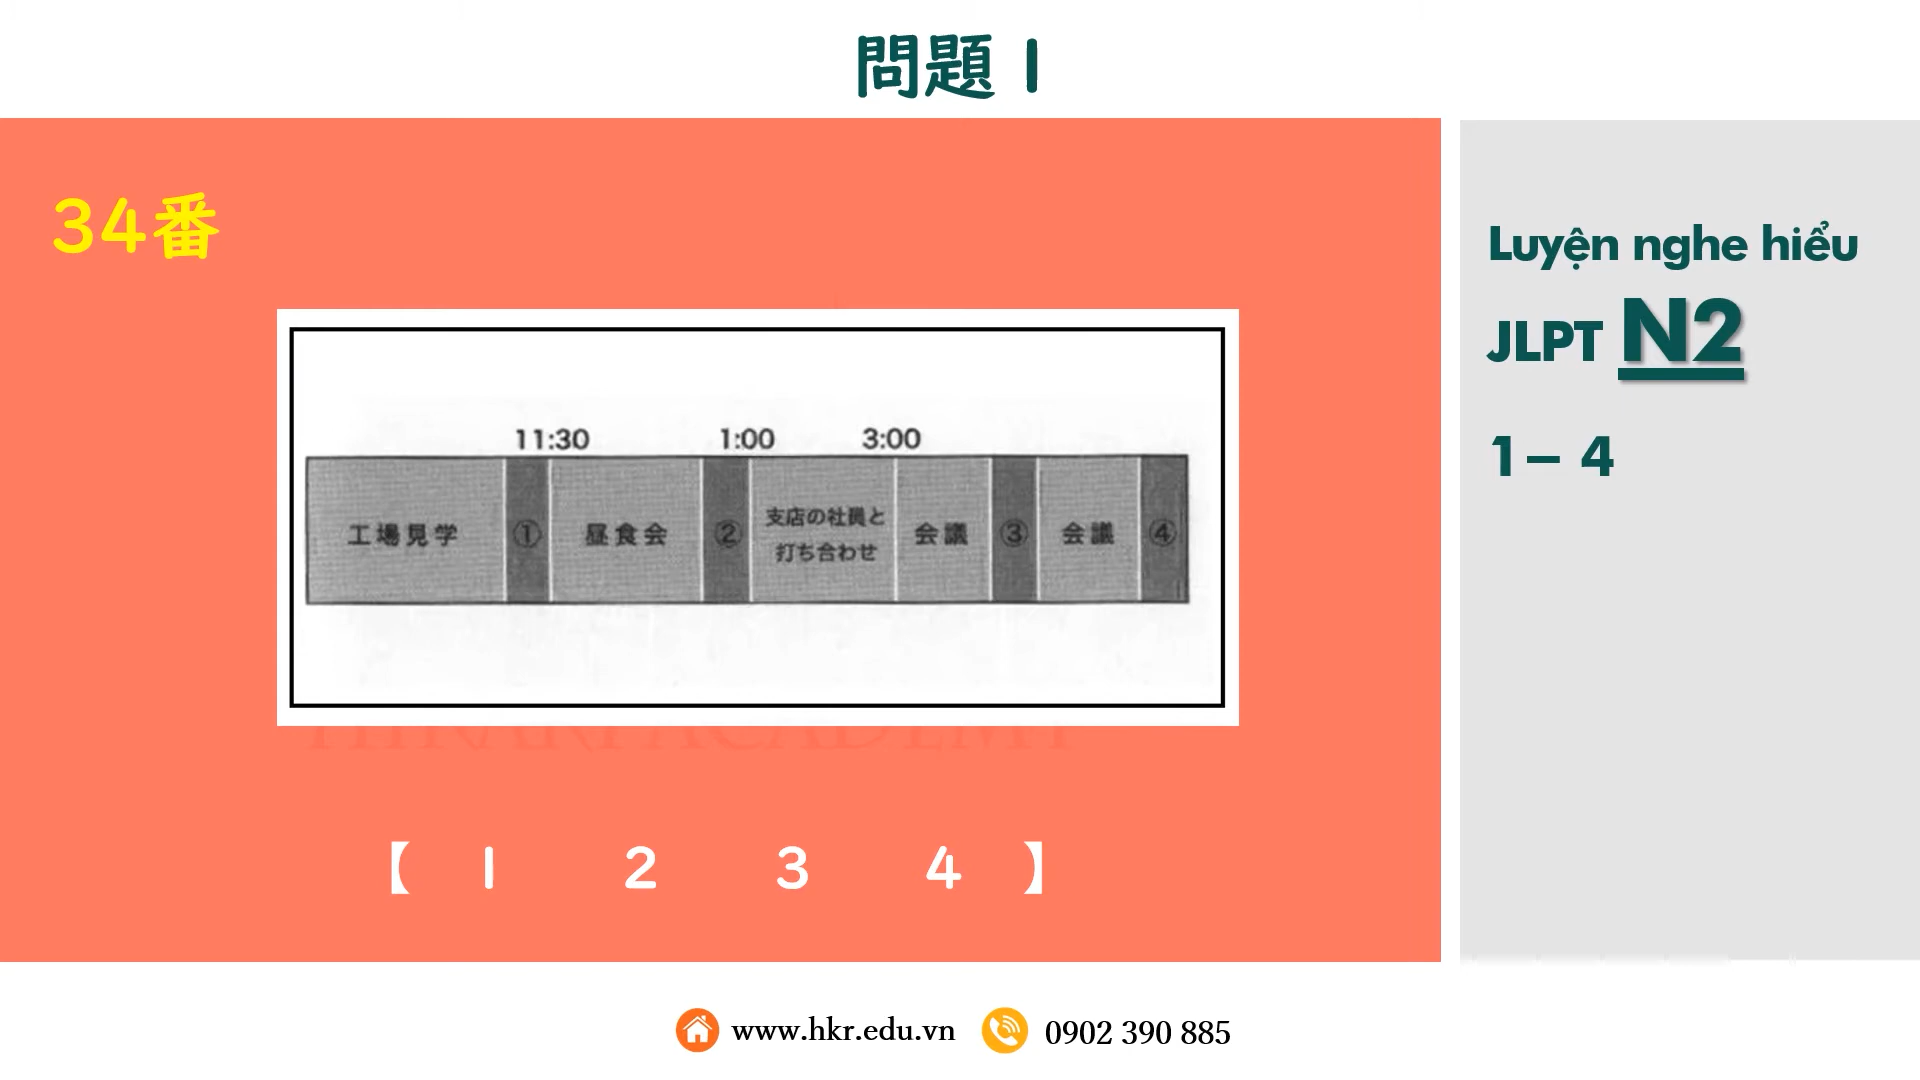 問題 1
34番
11:30 1:00 3:00
工場見学 ① 昼食会 ② 支店の社員と 打ち合わせ 会議 ③ 会議 ④
HIKARI ACADEMY
【 1 2 3 4 】
Luyện nghe hiểu
JLPT N2
1 – 4
www.hkr.edu.vn 0902 390 885